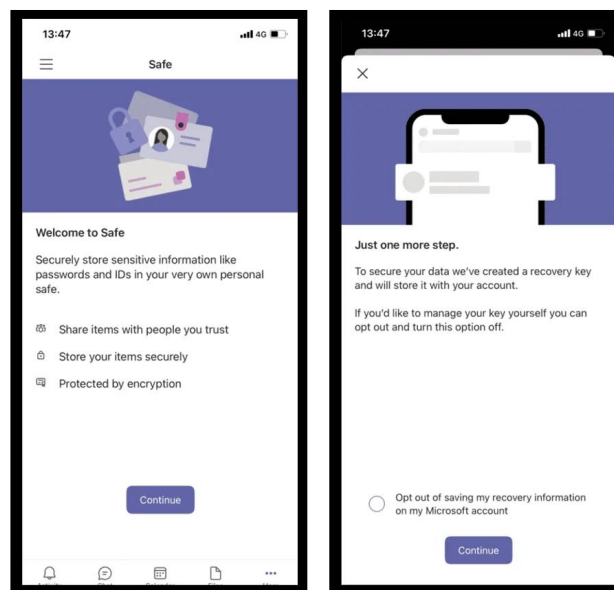 13:47
4G
Safe
Welcome to Safe
Securely store sensitive information like
passwords and IDs in your very own personal
safe.
Share items with people you trust
Store your items securely
Protected by encryption
Continue
13:47
4G
Just one more step.
To secure your data we've created a recovery key
and will store it with your account.
If you'd like to manage your key yourself you can
opt out and turn this option off.
Opt out of saving my recovery information
on my Microsoft account
Continue